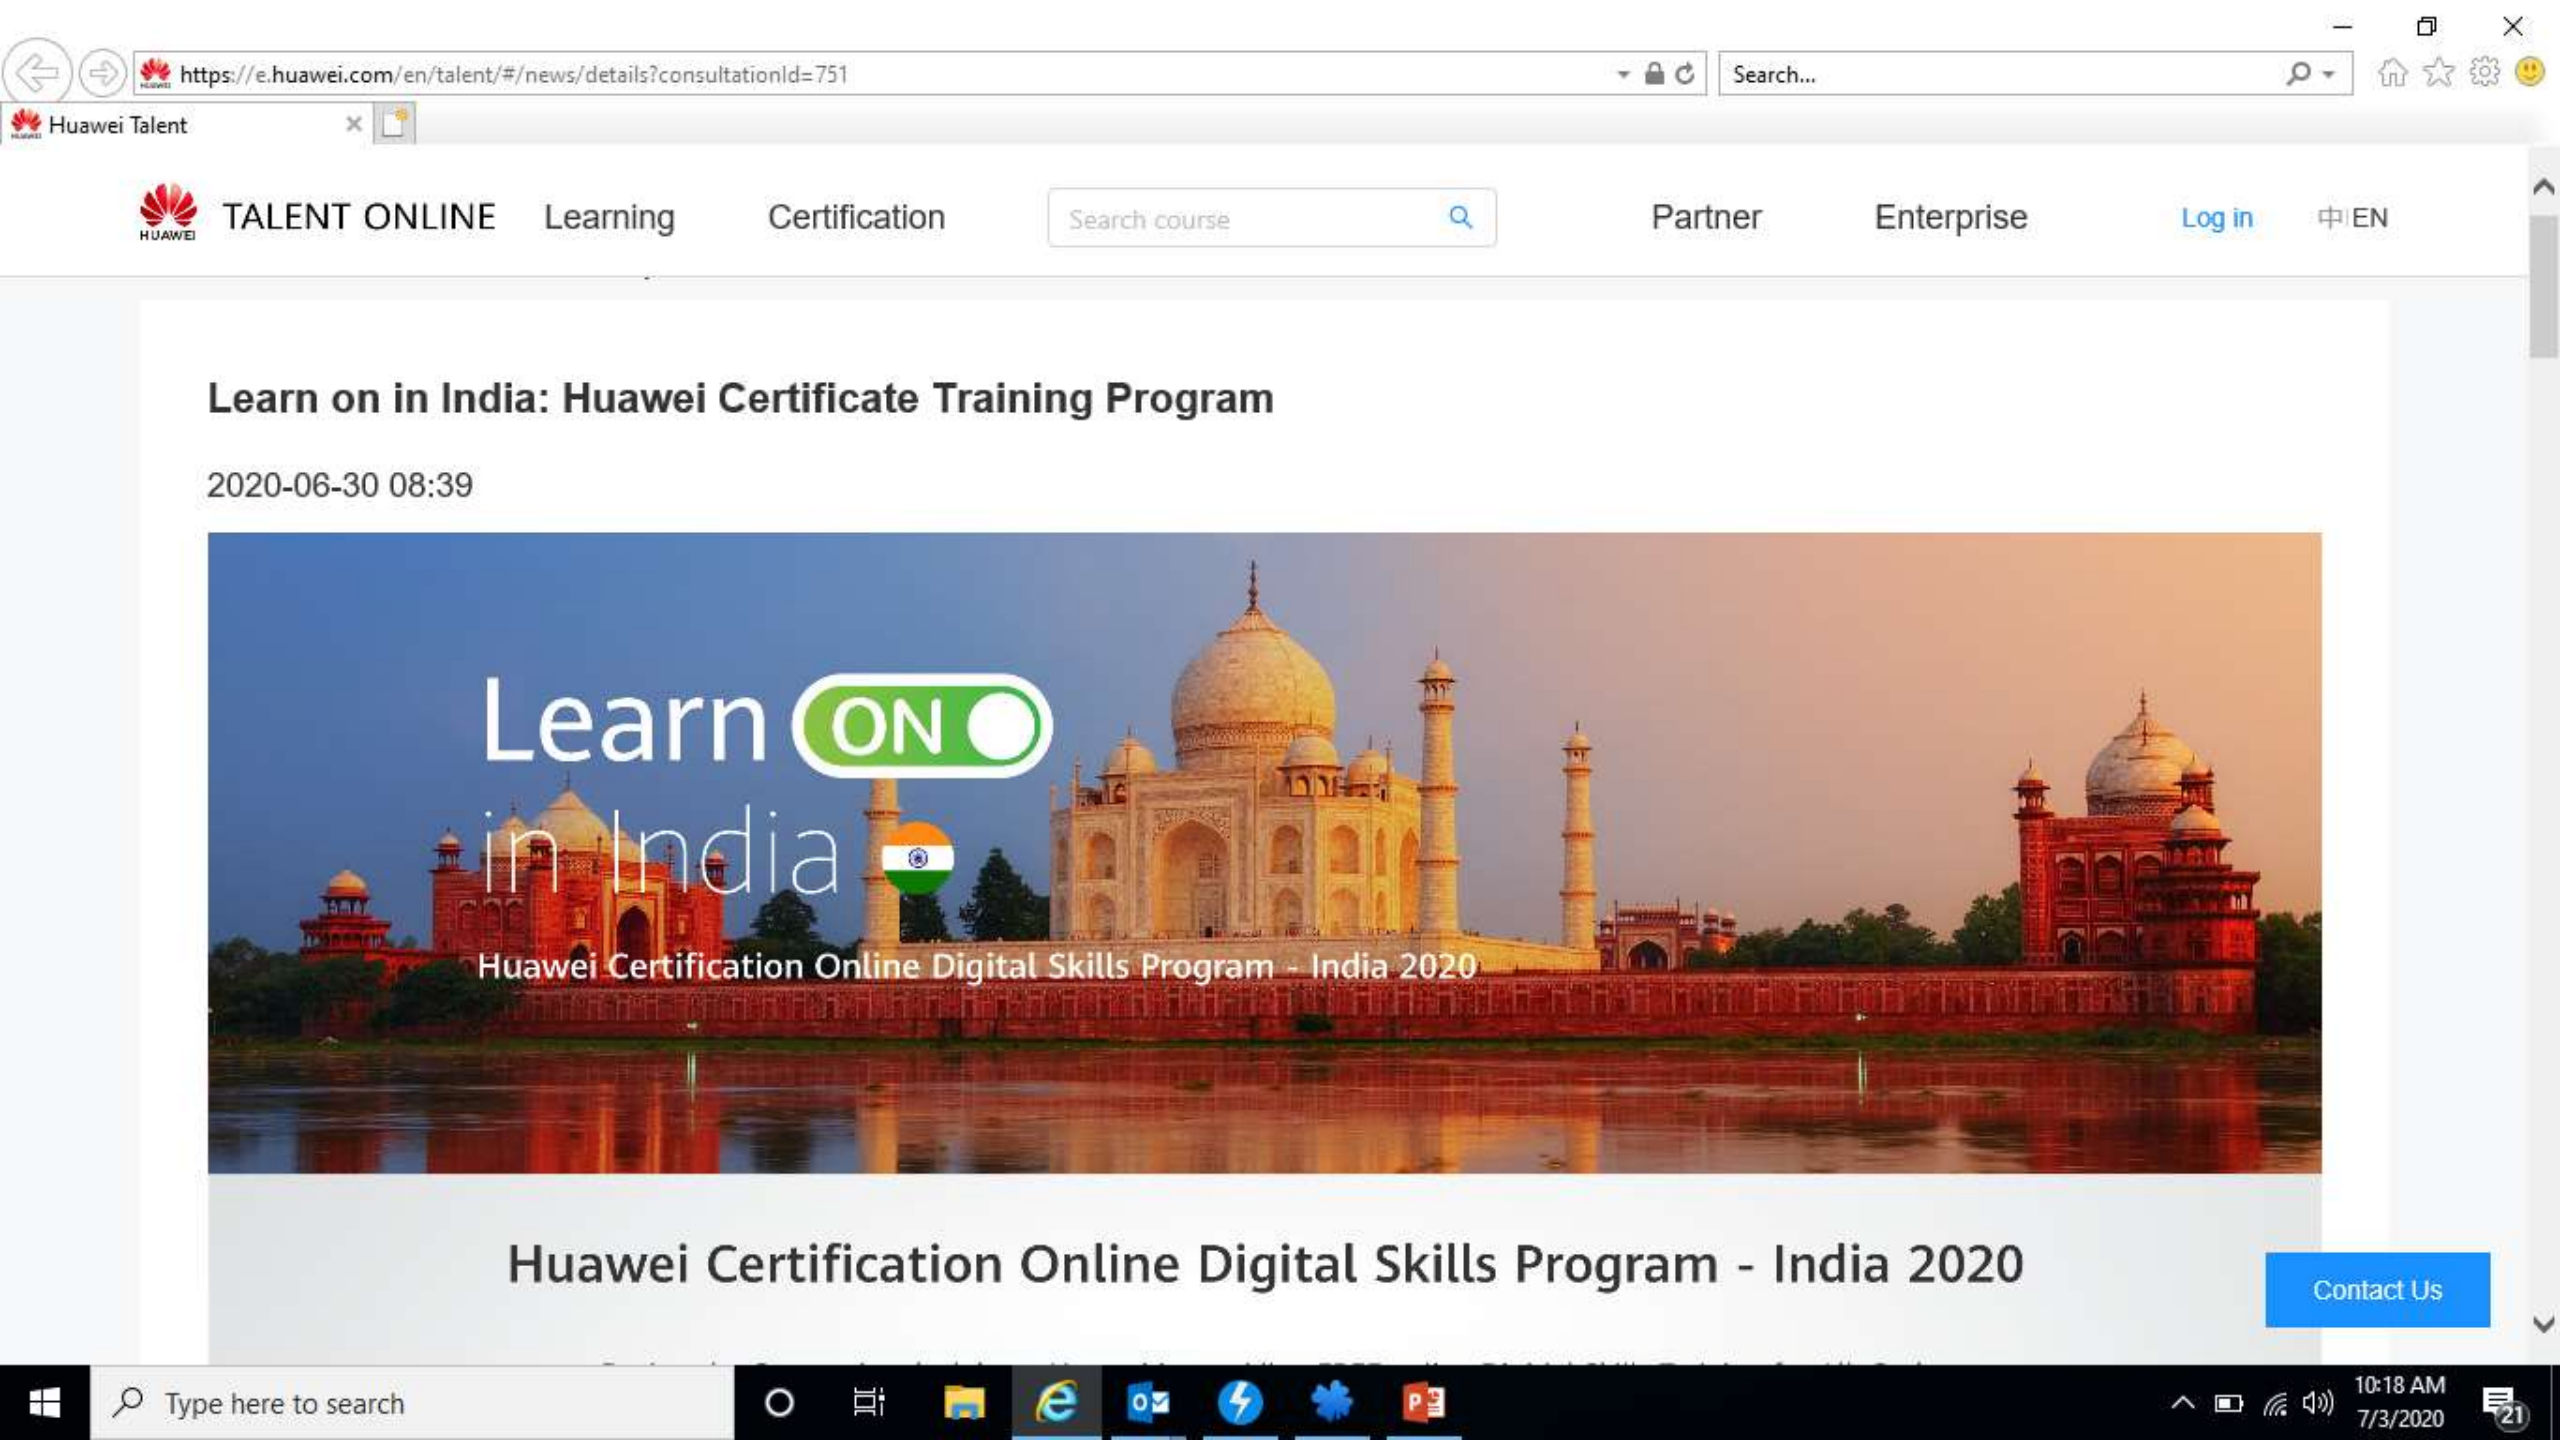 https://e.huawei.com/en/talent/#/news/details?consultationId=751
Search...
Huawei Talent
HUAWEI
TALENT ONLINE
Learning
Certification
Search course
Partner
Enterprise
Log in
中|EN
Learn on in India: Huawei Certificate Training Program
2020-06-30 08:39
Learn ON
in India
Huawei Certification Online Digital Skills Program - India 2020
Huawei Certification Online Digital Skills Program - India 2020
Contact Us
Type here to search
10:18 AM
7/3/2020
21